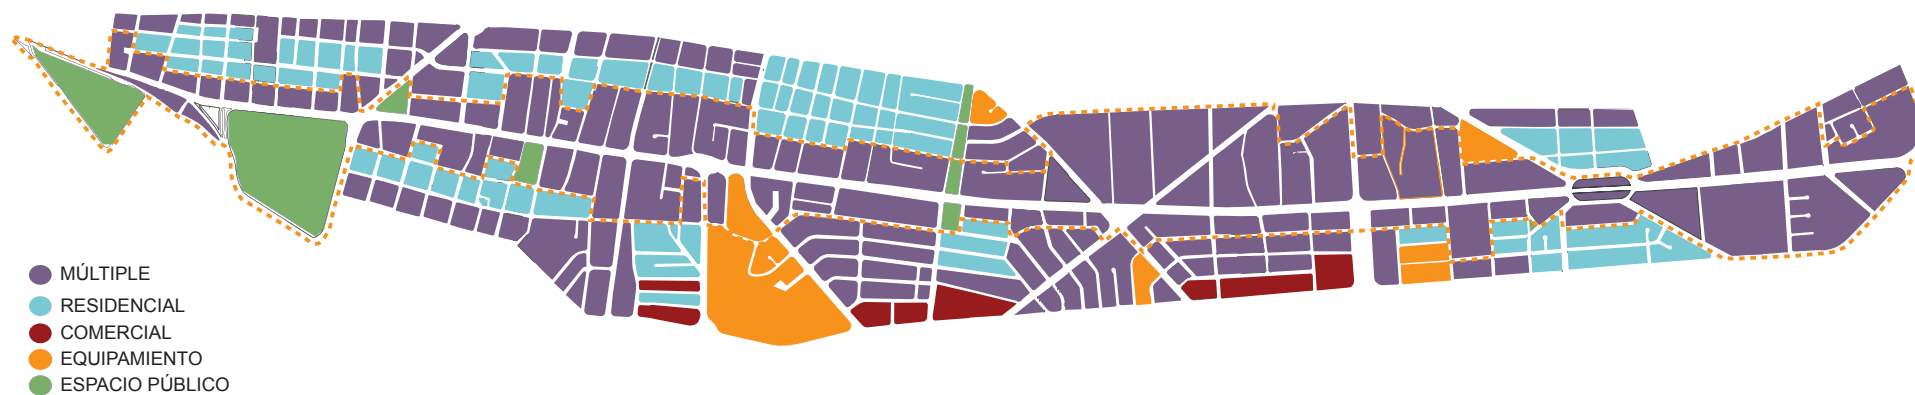 MÚLTIPLE
RESIDENCIAL
COMERCIAL
EQUIPAMIENTO
ESPACIO PÚBLICO